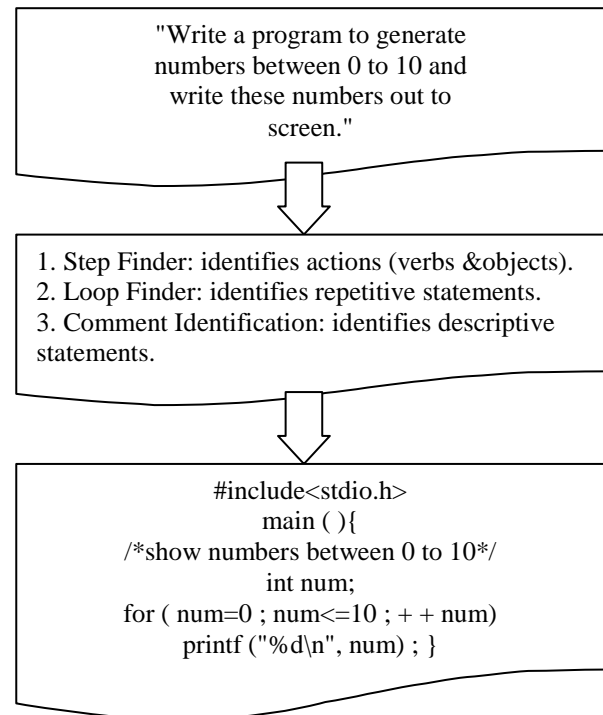 "Write a program to generate
numbers between 0 to 10 and
write these numbers out to
screen."
1. Step Finder: identifies actions (verbs &objects).
2. Loop Finder: identifies repetitive statements.
3. Comment Identification: identifies descriptive
statements.
#include<stdio.h>
main ( ){
/*show numbers between 0 to 10*/
int num;
for ( num=0 ; num<=10 ; + + num)
printf ("%d\n", num) ; }